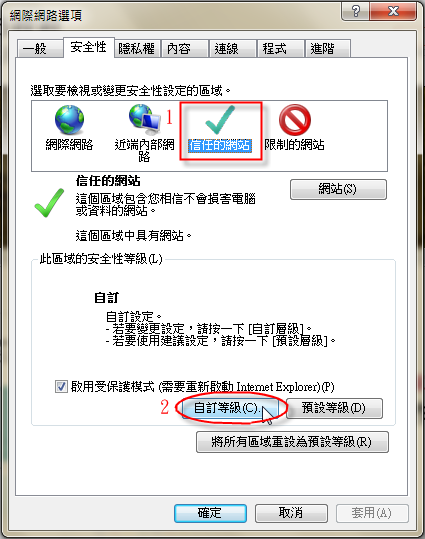 網際網路選項
一般 安全性 隱私權 內容 連線 程式 進階
選取要檢視或變更安全性設定的區域。
1
網際網路 近端內部網路 信任的網站 限制的網站
信任的網站
這個區域包含您相信不會損害電腦
或資料的網站。
網站(S)
這個區域中具有網站。
此區域的安全性等級(L)
自訂
自訂設定。
- 若要變更設定，請按一下 [自訂層級]。
- 若要使用建議設定，請按一下 [預設層級]。
啟用受保護模式 (需要重新啟動 Internet Explorer)(P)
2 自訂等級(C)... 預設等級(D)
將所有區域重設為預設等級(R)
確定 取消 套用(A)